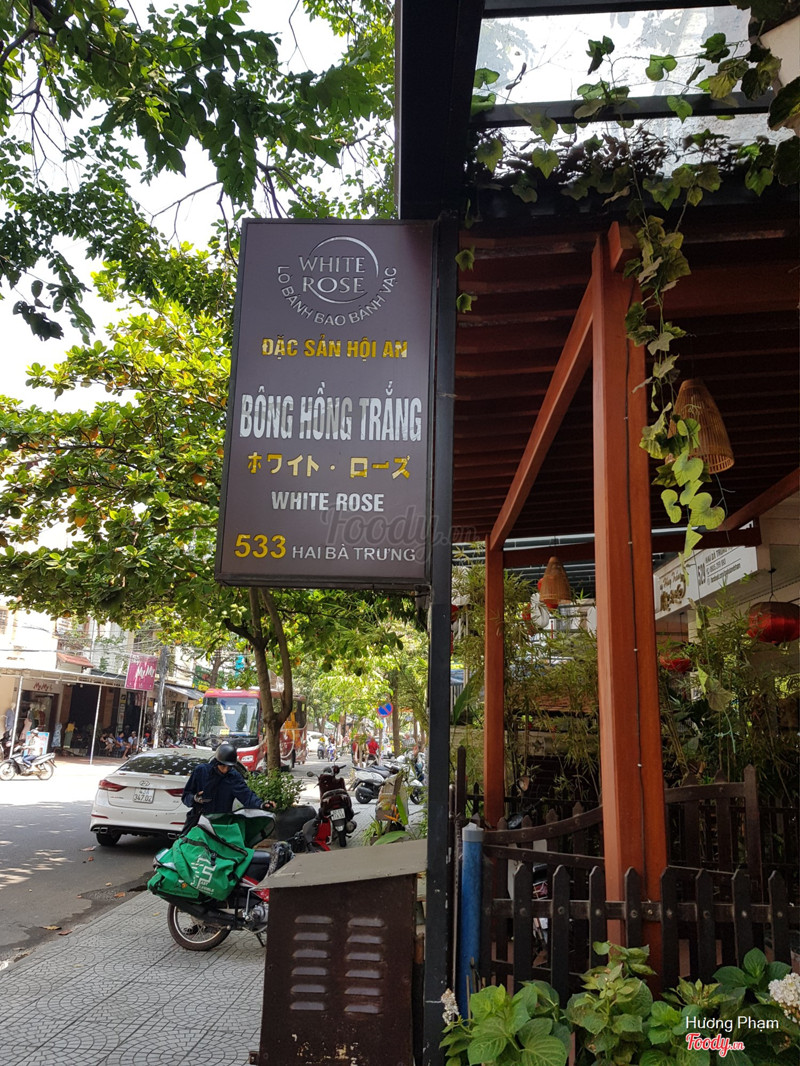 WHITE
ROSE
LÒ BÁNH BAO BÁNH VẠC
ĐẶC SẢN HỘI AN
BÔNG HỒNG TRẮNG
ホワイト・ローズ
WHITE ROSE
533 HAI BÀ TRƯNG
Foody.vn
Hương Phạm
Foody.vn